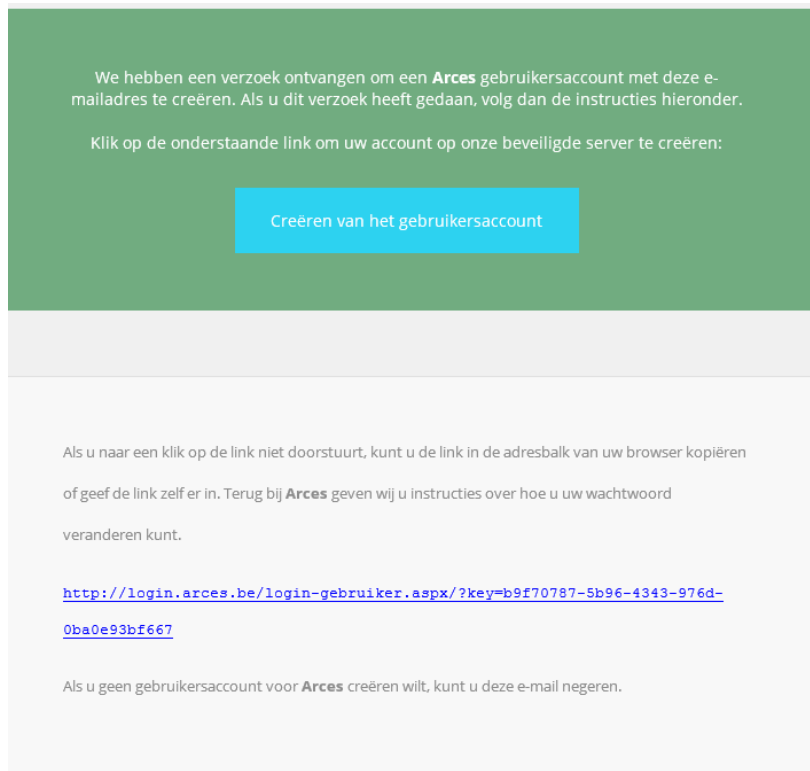 We hebben een verzoek ontvangen om een Arces gebruikersaccount met deze e-
mailadres te creëren. Als u dit verzoek heeft gedaan, volg dan de instructies hieronder.
Klik op de onderstaande link om uw account op onze beveiligde server te creëren:
Creëren van het gebruikersaccount
Als u naar een klik op de link niet doorstuurt, kunt u de link in de adresbalk van uw browser kopiëren
of geef de link zelf er in. Terug bij Arces geven wij u instructies over hoe u uw wachtwoord
veranderen kunt.
http://login.arces.be/login-gebruiker.aspx/?key=b9f70787-5b96-4343-976d-
0ba0e93bf667
Als u geen gebruikersaccount voor Arces creëren wilt, kunt u deze e-mail negeren.